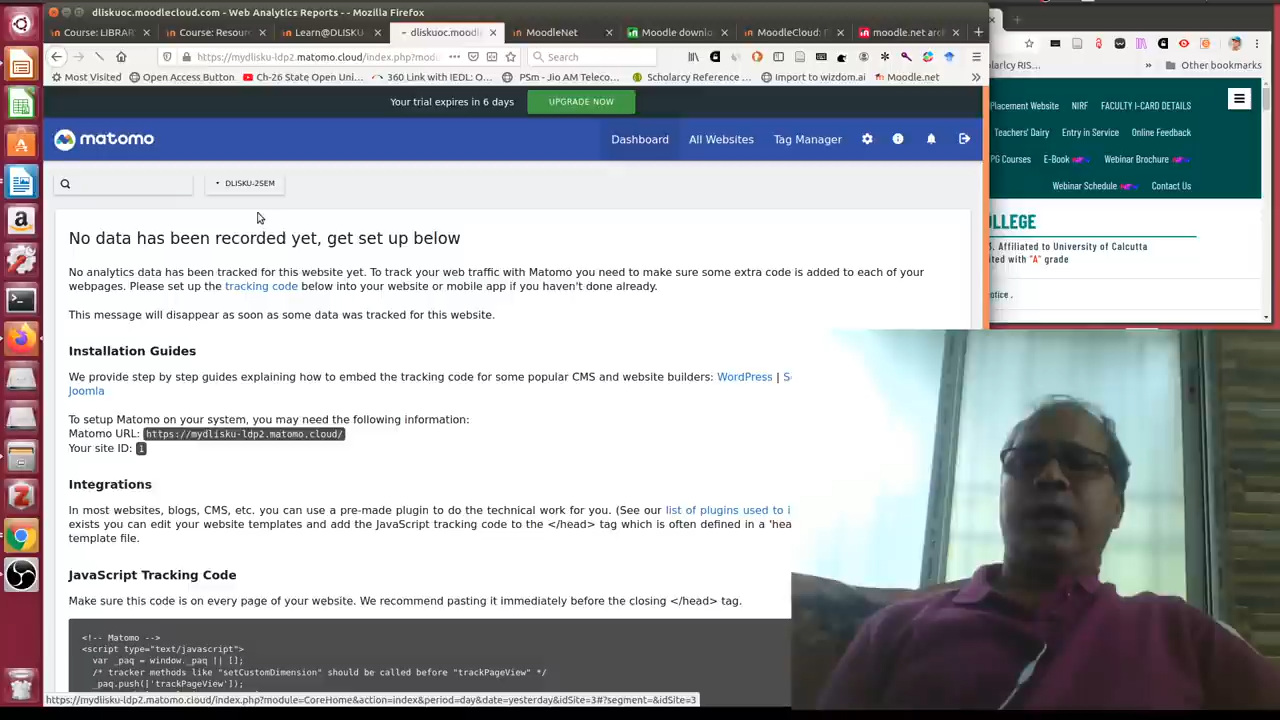 dliskuoc.moodlecloud.com - Web Analytics Reports - - Mozilla Firefox
Course: LIBRARY
Course: Resou
Learn@DLISKU
dliskuoc.moodl
MoodleNet
Moodle downlo
MoodleCloud:
moodle.net arch
https://mydlisku-ldp2.matomo.cloud/index.php?mod
Search
Most Visited
Open Access Button
Ch-26 State Open Uni...
360 Link with IEDL: O...
PSm - Jio AM Teleco...
Scholarcy Reference ...
Import to wizdom.ai
Moodle.net
Your trial expires in 6 days
UPGRADE NOW
matomo
Dashboard
All Websites
Tag Manager
DLISKU-2SEM
No data has been recorded yet, get set up below
No analytics data has been tracked for this website yet. To track your web traffic with Matomo you need to make sure some extra code is added to each of your
webpages. Please set up the tracking code below into your website or mobile app if you haven't done already.
This message will disappear as soon as some data was tracked for this website.
Installation Guides
We provide step by step guides explaining how to embed the tracking code for some popular CMS and website builders: WordPress | S
Joomla
To setup Matomo on your system, you may need the following information:
Matomo URL: https://mydlisku-ldp2.matomo.cloud/
Your site ID: 1
Integrations
In most websites, blogs, CMS, etc. you can use a pre-made plugin to do the technical work for you. (See our list of plugins used to i
exists you can edit your website templates and add the JavaScript tracking code to the </head> tag which is often defined in a 'hea
template file.
JavaScript Tracking Code
Make sure this code is on every page of your website. We recommend pasting it immediately before the closing </head> tag.
<!-- Matomo -->
<script type="text/javascript">
var _paq = window._paq || [];
/* tracker methods like "setCustomDimension" should be called before "trackPageView" */
_paq.push(['trackPageView']);
https://mydlisku-ldp2.matomo.cloud/index.php?module=CoreHome&action=index&period=day&date=yesterday&idSite=3#?segment=&idSite=3
olarlcy RIS...
Other bookmarks
Placement Website
NIRF
FACULTY I-CARD DETAILS
Teachers' Dairy
Entry in Service
Online Feedback
PG Courses
E-Book
Webinar Brochure
Webinar Schedule
Contact Us
OLLEGE
3. Affiliated to University of Calcutta
ited with "A" grade
otice .